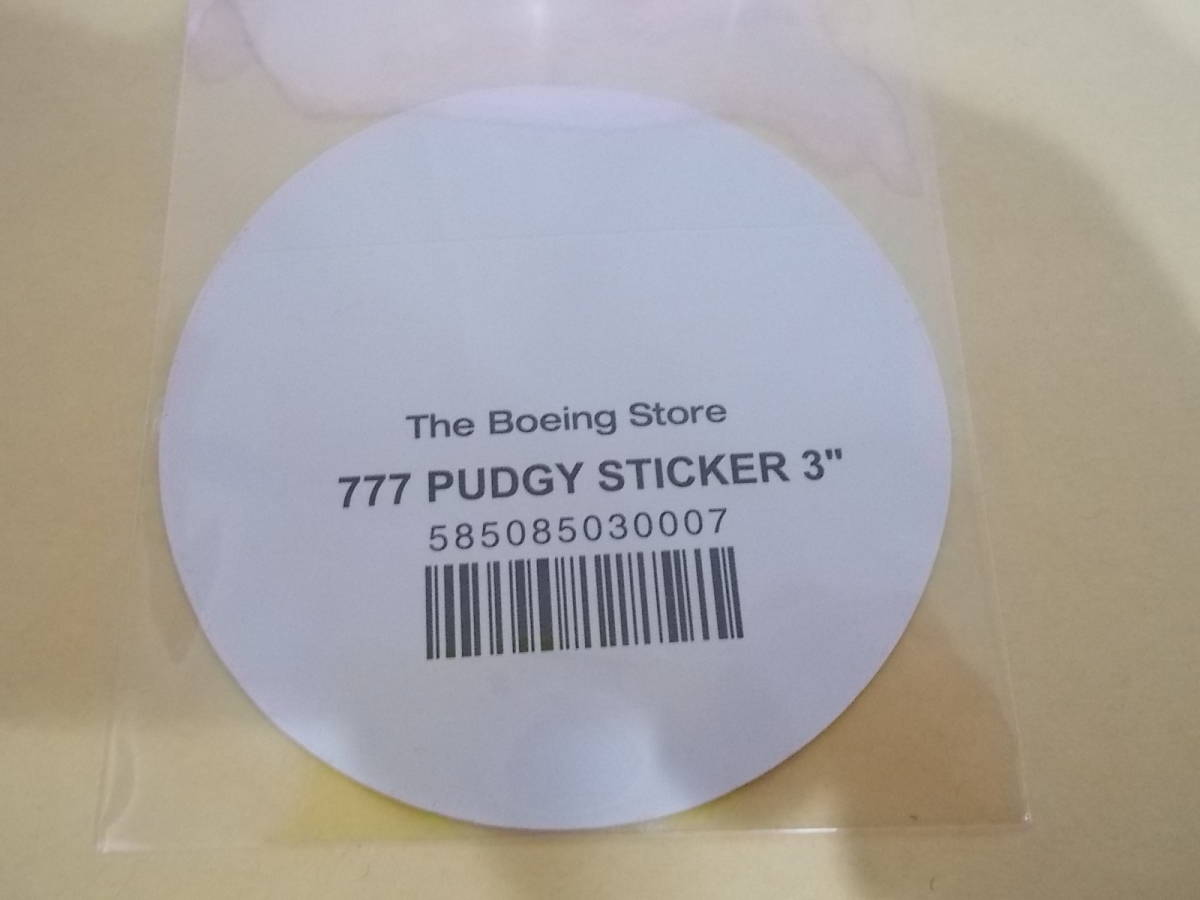 The Boeing Store
777 PUDGY STICKER 3"
585085030007